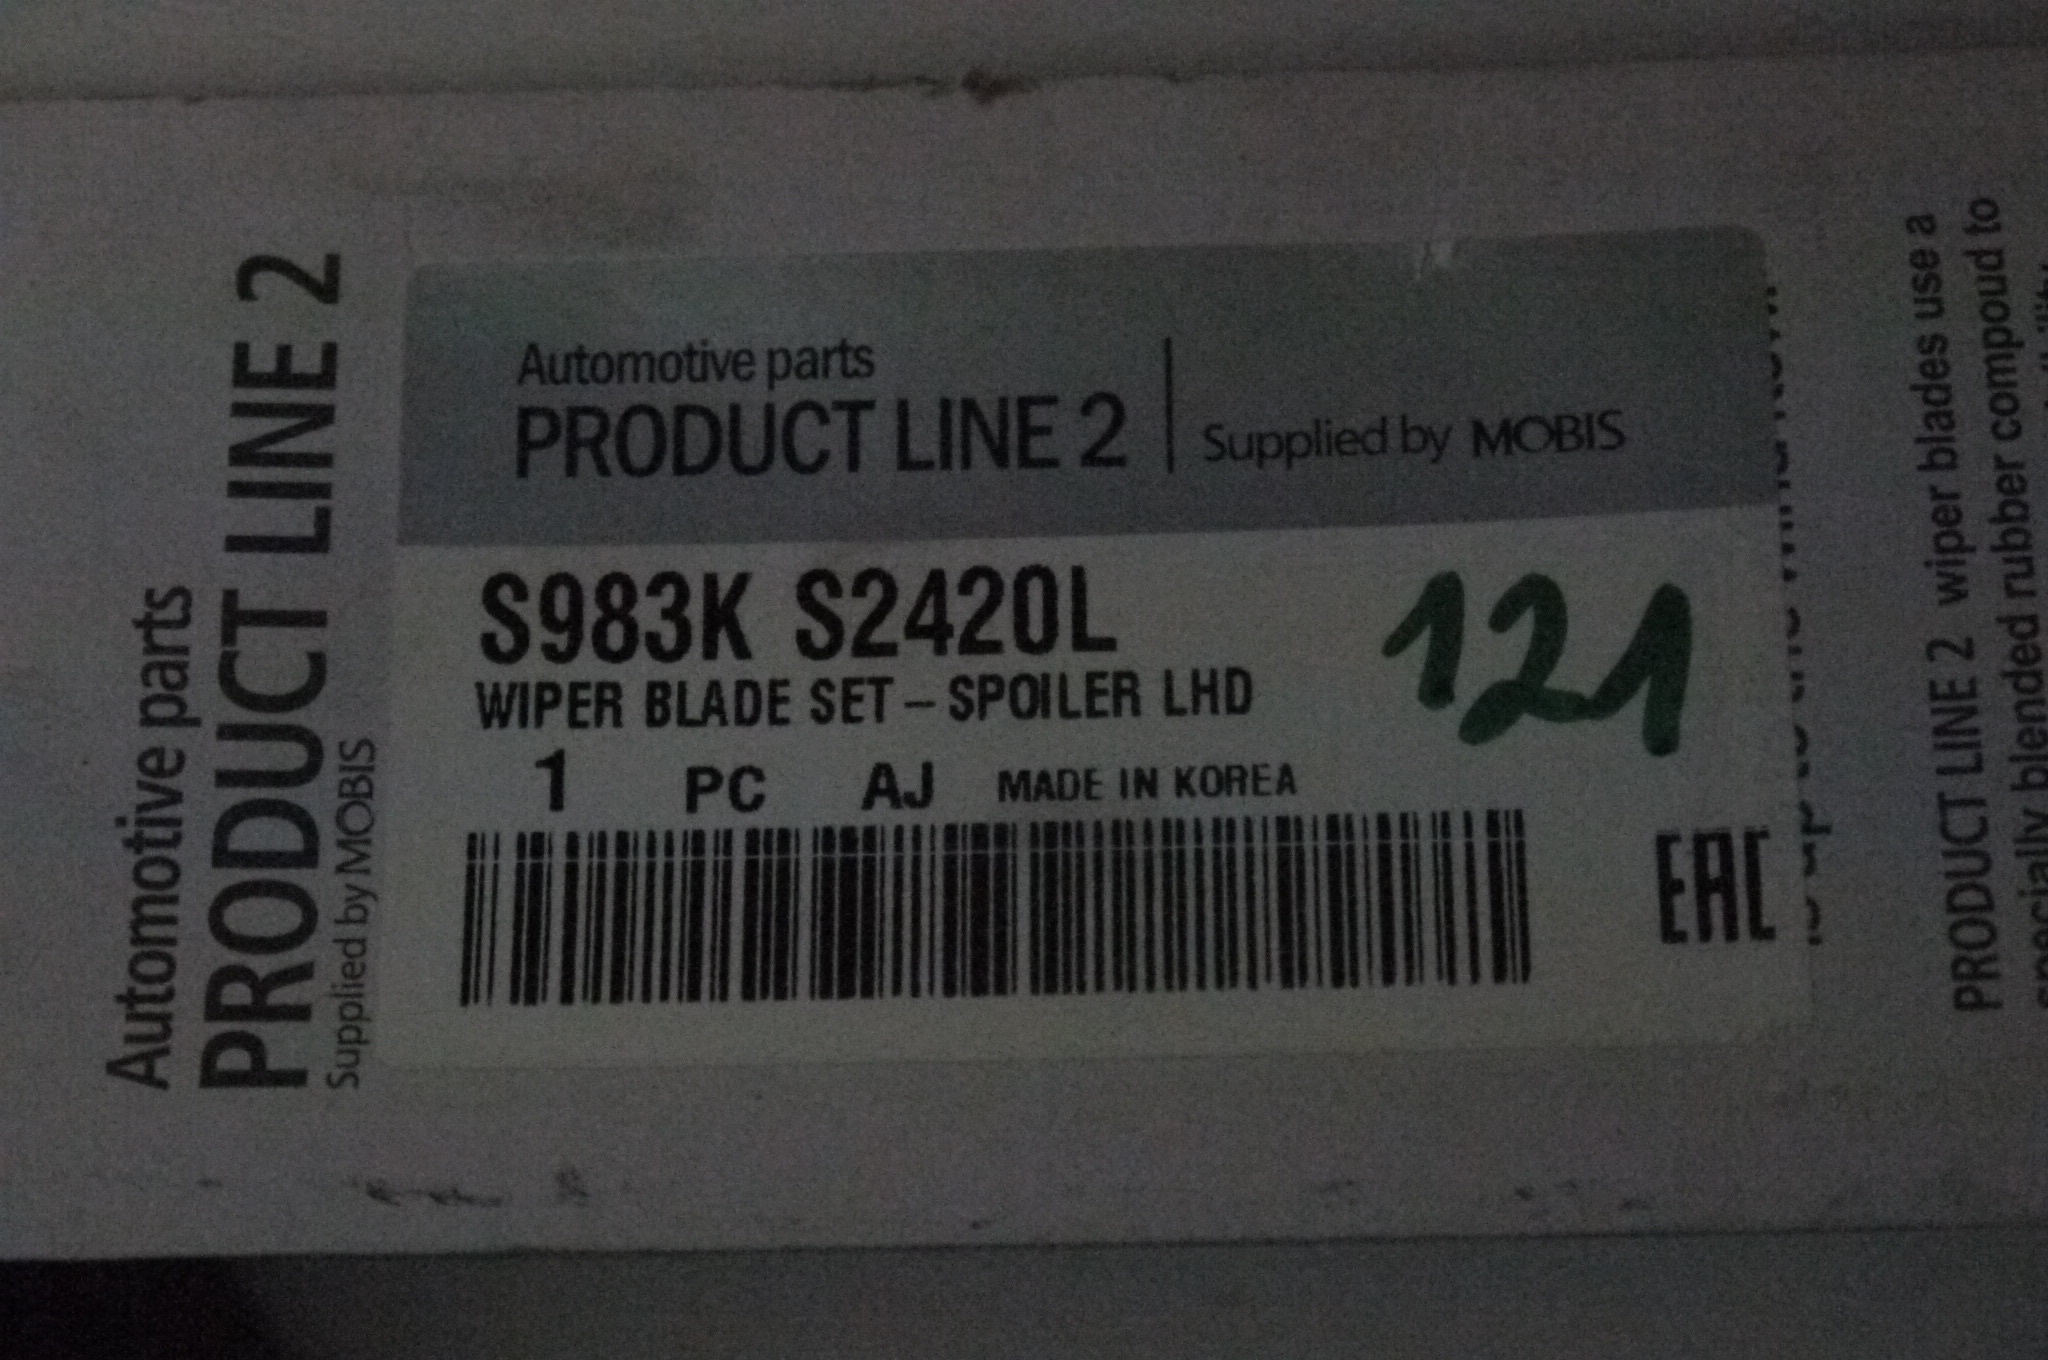 Automotive parts
PRODUCT LINE 2
Supplied by MOBIS
Automotive parts
PRODUCT LINE 2
Supplied by MOBIS
S983K S2420L
121
WIPER BLADE SET – SPOILER LHD
1 PC AJ MADE IN KOREA
EAC
PRODUCT LINE 2 wiper blades use a
specially blended rubber compoud to